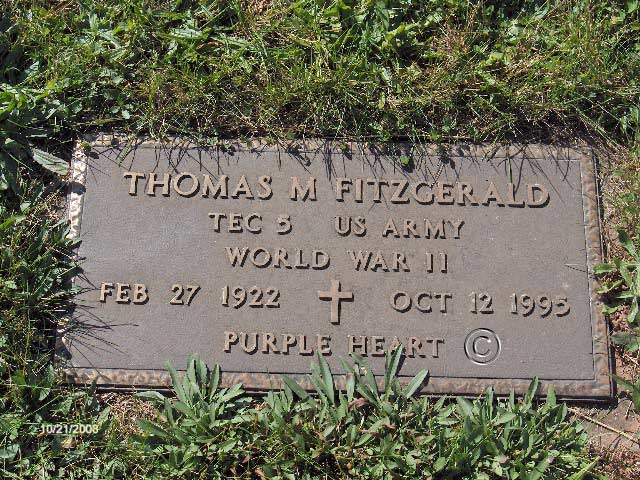 THOMAS M FITZGERALD
TEC 5 US ARMY
WORLD WAR II
FEB 27 1922 OCT 12 1995
PURPLE HEART ©
10/21/2008